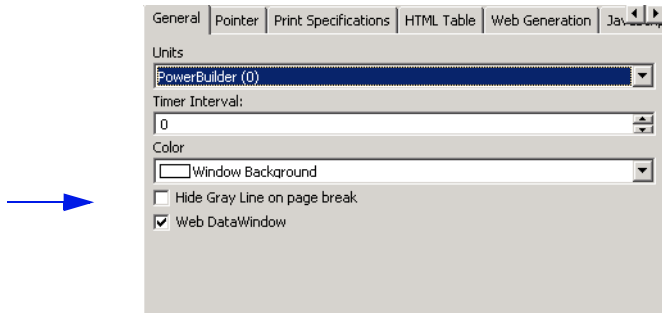 General Pointer Print Specifications HTML Table Web Generation
Units
PowerBuilder (0)
Timer Interval:
0
Color
Window Background
Hide Gray Line on page break
Web DataWindow